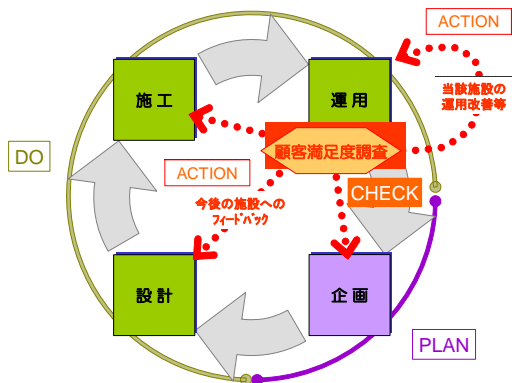 ACTION
施工
運用
当該施設の
運用改善等
顧客満足度調査
DO
ACTION
CHECK
今後の施設への
フィードバック
設計
企画
PLAN